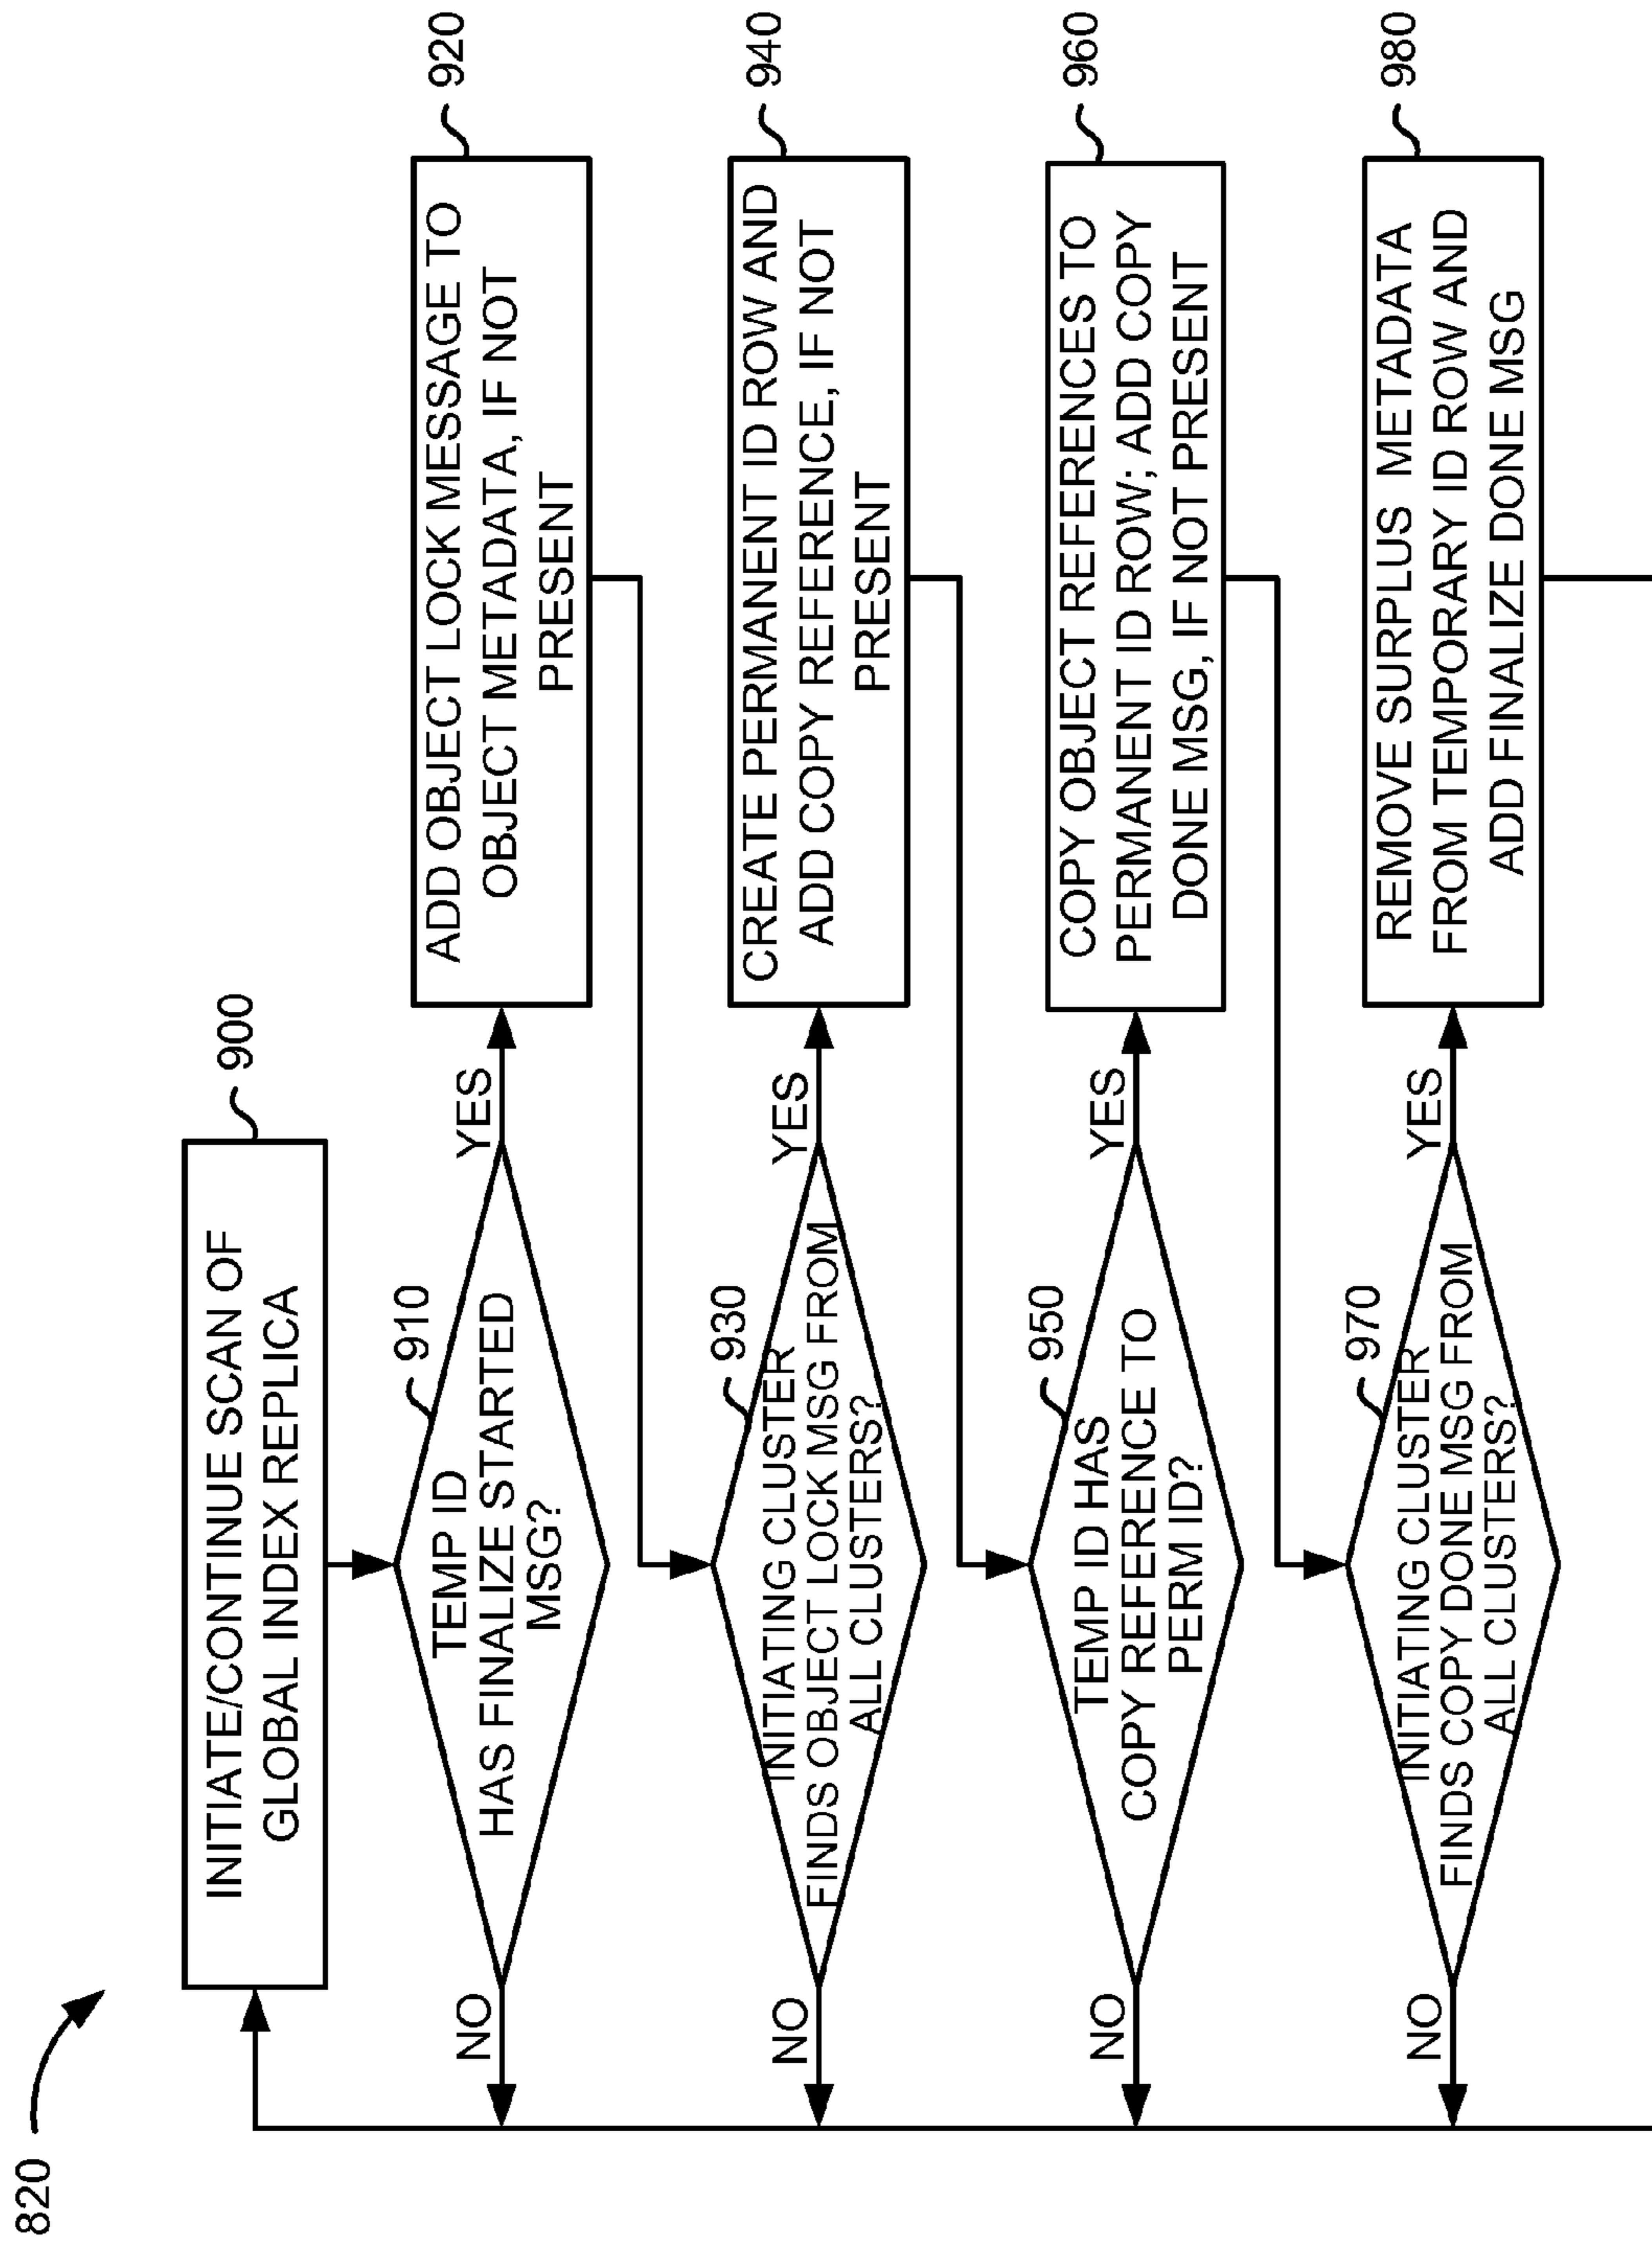 820
INITIATE/CONTINUE SCAN OF
GLOBAL INDEX REPLICA
900
TEMP ID
HAS FINALIZE STARTED
MSG?
910
YES
NO
ADD OBJECT LOCK MESSAGE TO
OBJECT METADATA, IF NOT
PRESENT
920
INITIATING CLUSTER
FINDS OBJECT LOCK MSG FROM
ALL CLUSTERS?
930
YES
NO
CREATE PERMANENT ID ROW AND
ADD COPY REFERENCE, IF NOT
PRESENT
940
TEMP ID HAS
COPY REFERENCE TO
PERM ID?
950
YES
NO
COPY OBJECT REFERENCES TO
PERMANENT ID ROW; ADD COPY
DONE MSG, IF NOT PRESENT
960
INITIATING CLUSTER
FINDS COPY DONE MSG FROM
ALL CLUSTERS?
970
YES
NO
REMOVE SURPLUS METADATA
FROM TEMPORARY ID ROW AND
ADD FINALIZE DONE MSG
980